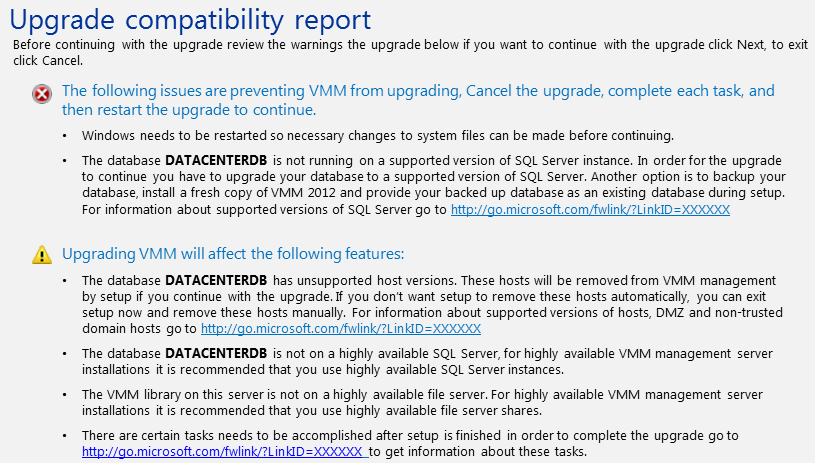 Upgrade compatibility report
Before continuing with the upgrade review the warnings the upgrade below if you want to continue with the upgrade click Next, to exit
click Cancel.
The following issues are preventing VMM from upgrading, Cancel the upgrade, complete each task, and
then restart the upgrade to continue.
• Windows needs to be restarted so necessary changes to system files can be made before continuing.
• The database DATACENTERDB is not running on a supported version of SQL Server instance. In order for the upgrade
to continue you have to upgrade your database to a supported version of SQL Server. Another option is to backup your
database, install a fresh copy of VMM 2012 and provide your backed up database as an existing database during setup.
For information about supported versions of SQL Server go to http://go.microsoft.com/fwlink/?LinkID=XXXXXX
Upgrading VMM will affect the following features:
• The database DATACENTERDB has unsupported host versions. These hosts will be removed from VMM management
by setup if you continue with the upgrade. If you don't want setup to remove these hosts automatically, you can exit
setup now and remove these hosts manually. For information about supported versions of hosts, DMZ and non-trusted
domain hosts go to http://go.microsoft.com/fwlink/?LinkID=XXXXXX
• The database DATACENTERDB is not on a highly available SQL Server, for highly available VMM management server
installations it is recommended that you use highly available SQL Server instances.
• The VMM library on this server is not on a highly available file server. For highly available VMM management server
installations it is recommended that you use highly available file server shares.
• There are certain tasks needs to be accomplished after setup is finished in order to complete the upgrade go to
http://go.microsoft.com/fwlink/?LinkID=XXXXXX to get information about these tasks.